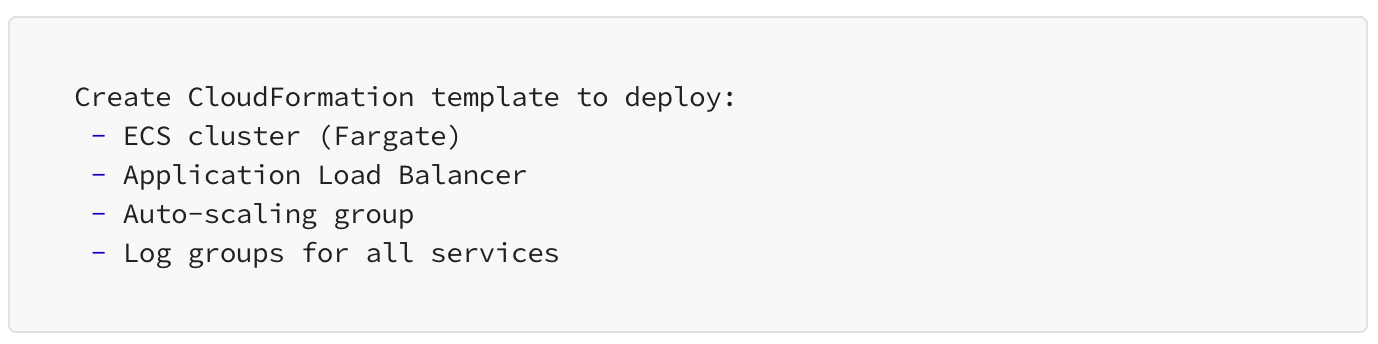 Create CloudFormation template to deploy:
- ECS cluster (Fargate)
- Application Load Balancer
- Auto-scaling group
- Log groups for all services